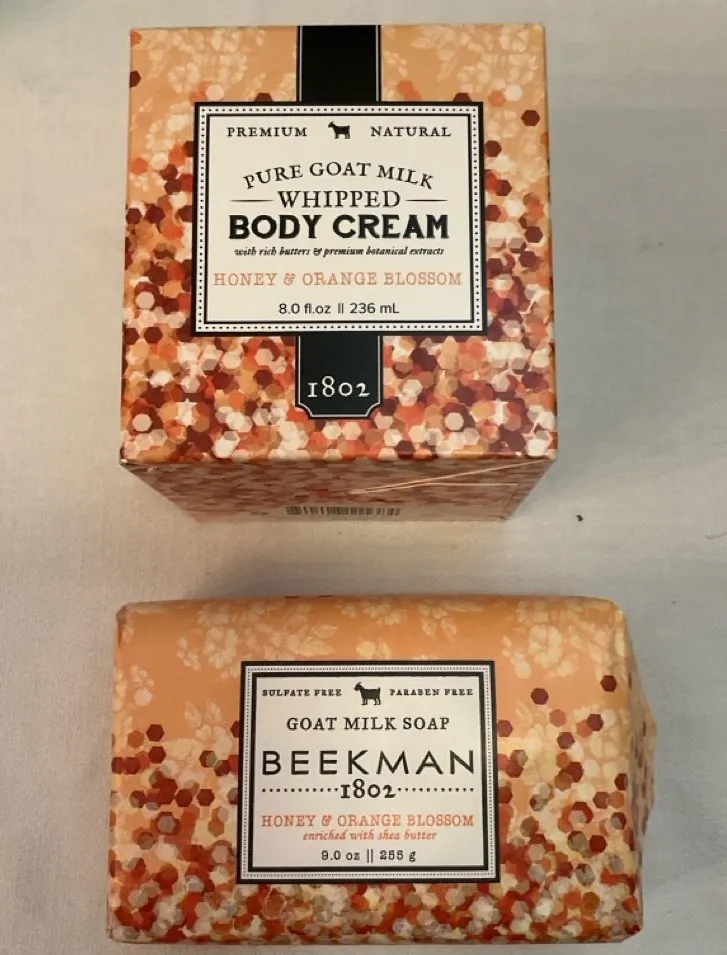 PREMIUM NATURAL
PURE GOAT MILK
WHIPPED
BODY CREAM
with rich butters & premium botanical extracts
HONEY & ORANGE BLOSSOM
8.0 fl.oz || 236 mL
1802
SULFATE FREE PARABEN FREE
GOAT MILK SOAP
BEEKMAN
1802
HONEY & ORANGE BLOSSOM
enriched with shea butter
9.0 oz || 255 g